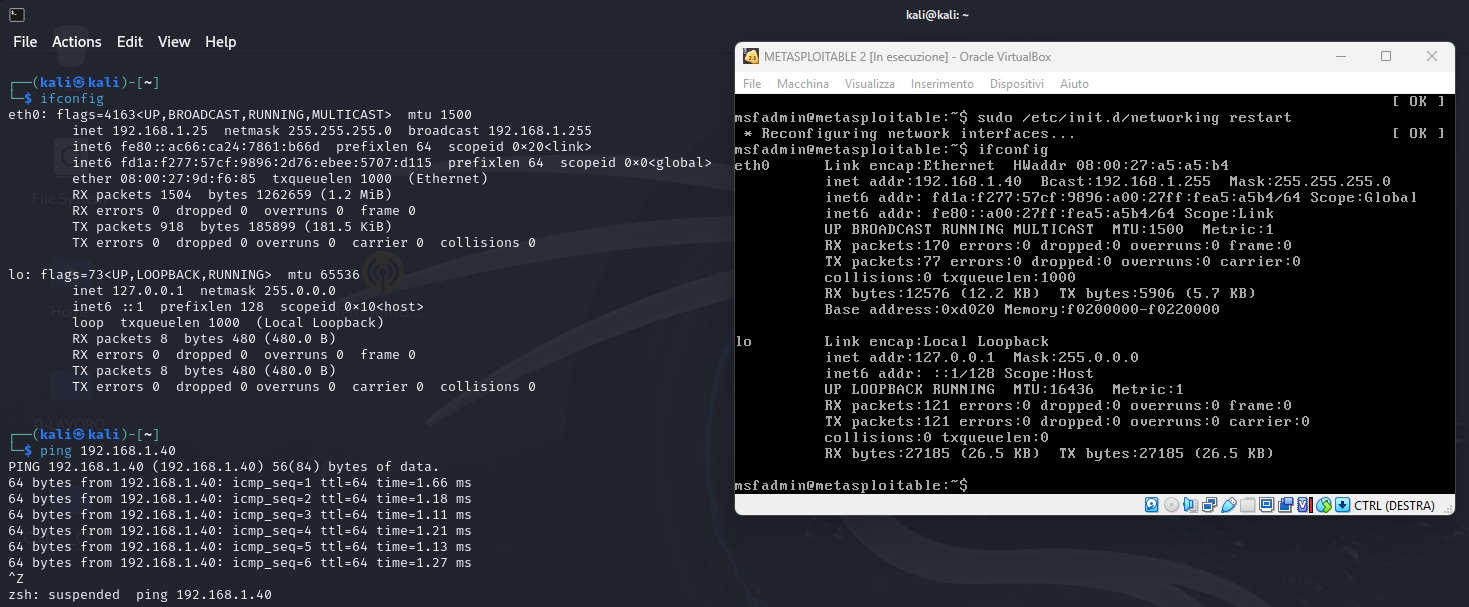 kali@kali: ~
File Actions Edit View Help
┌──(kali㉿kali)-[~]
└─$ ifconfig
eth0: flags=4163<UP,BROADCAST,RUNNING,MULTICAST>  mtu 1500
        inet 192.168.1.25  netmask 255.255.255.0  broadcast 192.168.1.255
        inet6 fe80::ac66:ca24:7861:b66d  prefixlen 64  scopeid 0×20<link>
        inet6 fd1a:f277:57cf:9896:2d76:ebee:5707:d115  prefixlen 64  scopeid 0×0<global>
        ether 08:00:27:9d:f6:85  txqueuelen 1000  (Ethernet)
        RX packets 1504  bytes 1262659 (1.2 MiB)
        RX errors 0  dropped 0  overruns 0  frame 0
        TX packets 918  bytes 185899 (181.5 KiB)
        TX errors 0  dropped 0 overruns 0  carrier 0  collisions 0
lo: flags=73<UP,LOOPBACK,RUNNING>  mtu 65536
        inet 127.0.0.1  netmask 255.0.0.0
        inet6 ::1  prefixlen 128  scopeid 0×10<host>
        loop  txqueuelen 1000  (Local Loopback)
        RX packets 8  bytes 480 (480.0 B)
        RX errors 0  dropped 0  overruns 0  frame 0
        TX packets 8  bytes 480 (480.0 B)
        TX errors 0  dropped 0 overruns 0  carrier 0  collisions 0
┌──(kali㉿kali)-[~]
└─$ ping 192.168.1.40
PING 192.168.1.40 (192.168.1.40) 56(84) bytes of data.
64 bytes from 192.168.1.40: icmp_seq=1 ttl=64 time=1.66 ms
64 bytes from 192.168.1.40: icmp_seq=2 ttl=64 time=1.18 ms
64 bytes from 192.168.1.40: icmp_seq=3 ttl=64 time=1.11 ms
64 bytes from 192.168.1.40: icmp_seq=4 ttl=64 time=1.21 ms
64 bytes from 192.168.1.40: icmp_seq=5 ttl=64 time=1.13 ms
64 bytes from 192.168.1.40: icmp_seq=6 ttl=64 time=1.27 ms
^Z
zsh: suspended  ping 192.168.1.40
METASPLOITABLE 2 [In esecuzione] - Oracle VirtualBox
File Macchina Visualizza Inserimento Dispositivi Aiuto
[ OK ]
msfadmin@metasploitable:~$ sudo /etc/init.d/networking restart
 * Reconfiguring network interfaces... [ OK ]
msfadmin@metasploitable:~$ ifconfig
eth0      Link encap:Ethernet  HWaddr 08:00:27:a5:a5:b4
          inet addr:192.168.1.40  Bcast:192.168.1.255  Mask:255.255.255.0
          inet6 addr: fd1a:f277:57cf:9896:a00:27ff:fea5:a5b4/64 Scope:Global
          inet6 addr: fe80::a00:27ff:fea5:a5b4/64 Scope:Link
          UP BROADCAST RUNNING MULTICAST  MTU:1500  Metric:1
          RX packets:170 errors:0 dropped:0 overruns:0 frame:0
          TX packets:77 errors:0 dropped:0 overruns:0 carrier:0
          collisions:0 txqueuelen:1000
          RX bytes:12576 (12.2 KB)  TX bytes:5906 (5.7 KB)
          Base address:0xd020 Memory:f0200000-f0220000
lo        Link encap:Local Loopback
          inet addr:127.0.0.1  Mask:255.0.0.0
          inet6 addr: ::1/128 Scope:Host
          UP LOOPBACK RUNNING  MTU:16436  Metric:1
          RX packets:121 errors:0 dropped:0 overruns:0 frame:0
          TX packets:121 errors:0 dropped:0 overruns:0 carrier:0
          collisions:0 txqueuelen:0
          RX bytes:27185 (26.5 KB)  TX bytes:27185 (26.5 KB)
msfadmin@metasploitable:~$
CTRL (DESTRA)